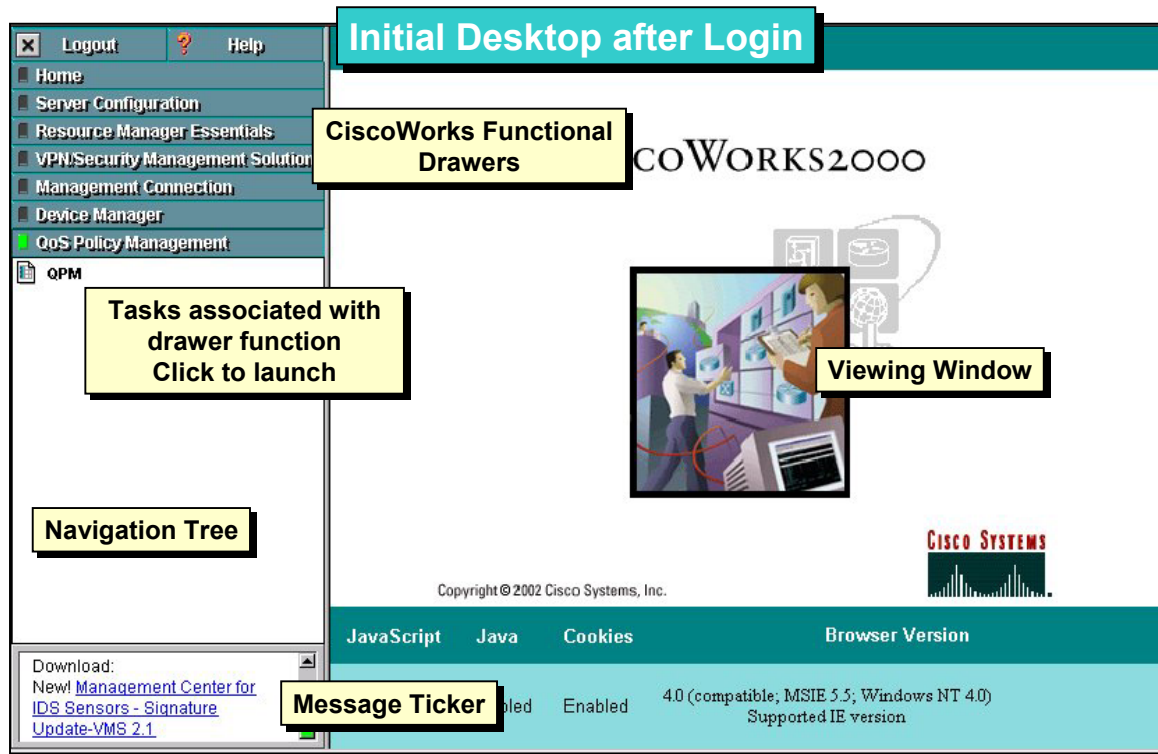 Initial Desktop after Login
Logout
Help
Home
Server Configuration
Resource Manager Essentials
VPN/Security Management Solution
Management Connection
Device Manager
QoS Policy Management
QPM
CiscoWorks Functional
Drawers
Tasks associated with
drawer function
Click to launch
Navigation Tree
coWorks2000
Viewing Window
Cisco Systems
Copyright © 2002 Cisco Systems, Inc.
JavaScript Java Cookies Browser Version
Enabled 4.0 (compatible; MSIE 5.5; Windows NT 4.0)
Supported IE version
Download:
New! Management Center for
IDS Sensors - Signature
Update-VMS 2.1
Message Ticker